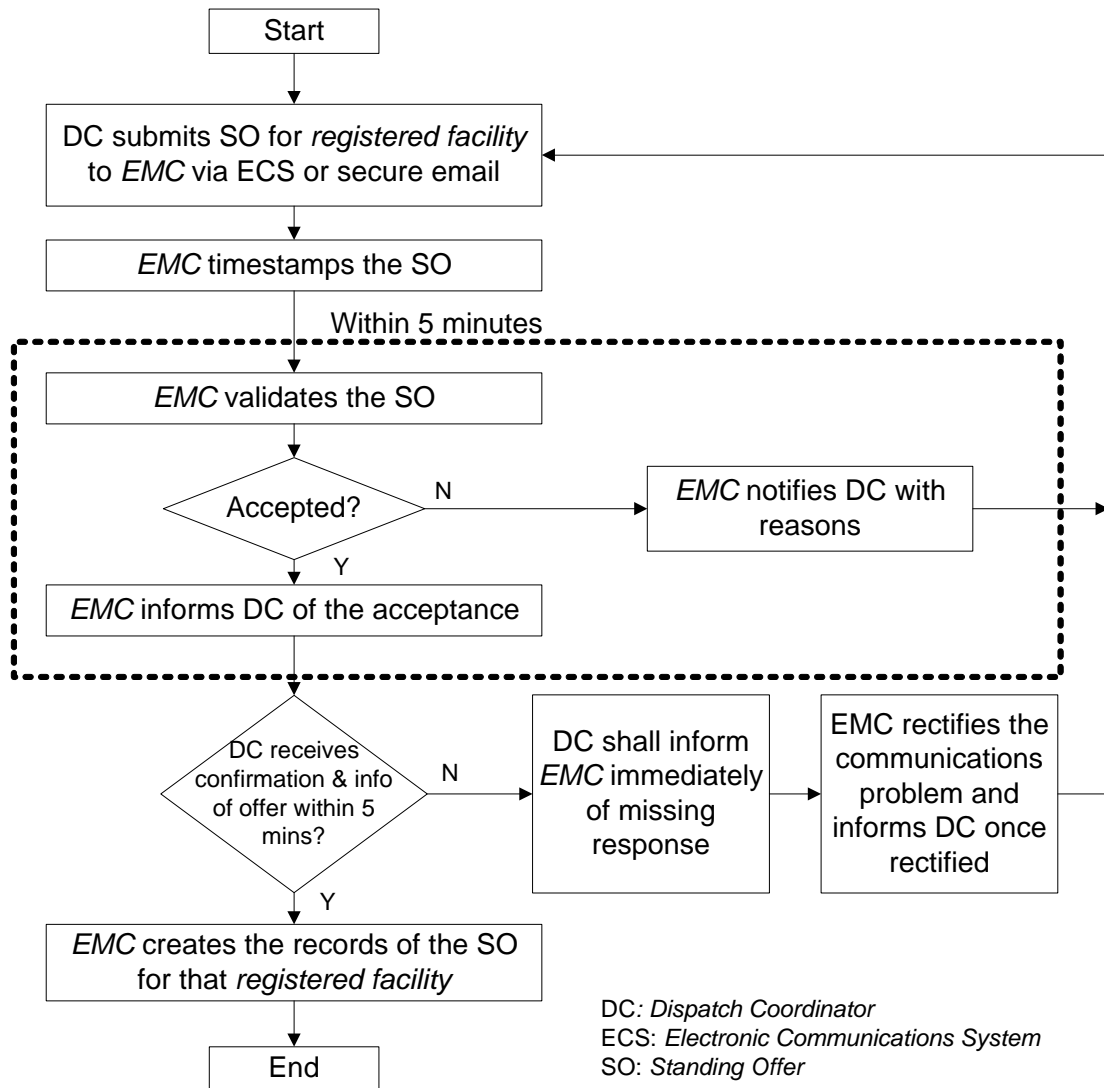 Start
DC submits SO for registered facility
to EMC via ECS or secure email
EMC timestamps the SO
Within 5 minutes
EMC validates the SO
Accepted?
N
EMC notifies DC with
reasons
Y
EMC informs DC of the acceptance
DC receives
confirmation & info
of offer within 5
mins?
N
DC shall inform
EMC immediately
of missing
response
EMC rectifies the
communications
problem and
informs DC once
rectified
Y
EMC creates the records of the SO
for that registered facility
End
DC: Dispatch Coordinator
ECS: Electronic Communications System
SO: Standing Offer